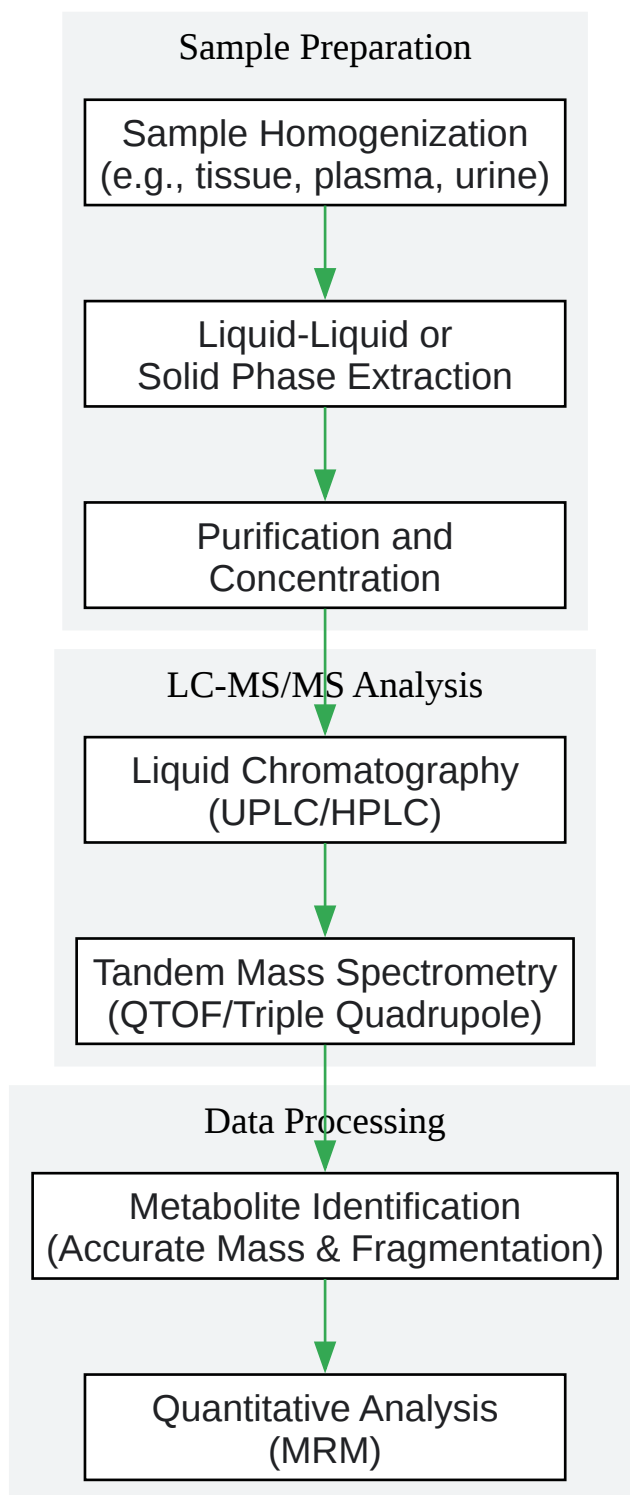 Sample Preparation
Sample Homogenization
(e.g., tissue, plasma, urine)
Liquid-Liquid or
Solid Phase Extraction
Purification and
Concentration
LC-MS/MS Analysis
Liquid Chromatography
(UPLC/HPLC)
Tandem Mass Spectrometry
(QTOF/Triple Quadrupole)
Data Processing
Metabolite Identification
(Accurate Mass & Fragmentation)
Quantitative Analysis
(MRM)